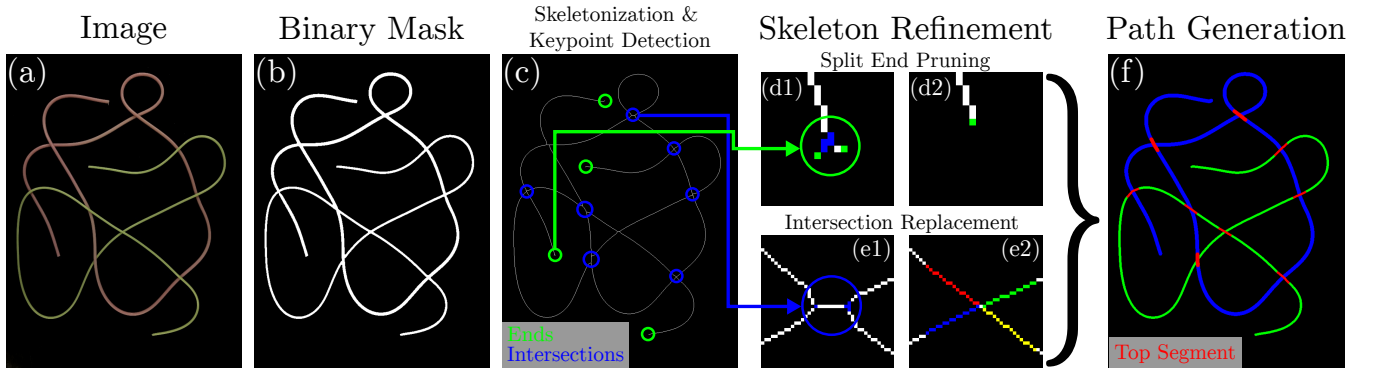 Image
(a)
Binary Mask
(b)
Skeletonization &
Keypoint Detection
(c)
Ends
Intersections
Skeleton Refinement
Split End Pruning
(d1)
(d2)
Intersection Replacement
(e1)
(e2)
Path Generation
(f)
Top Segment